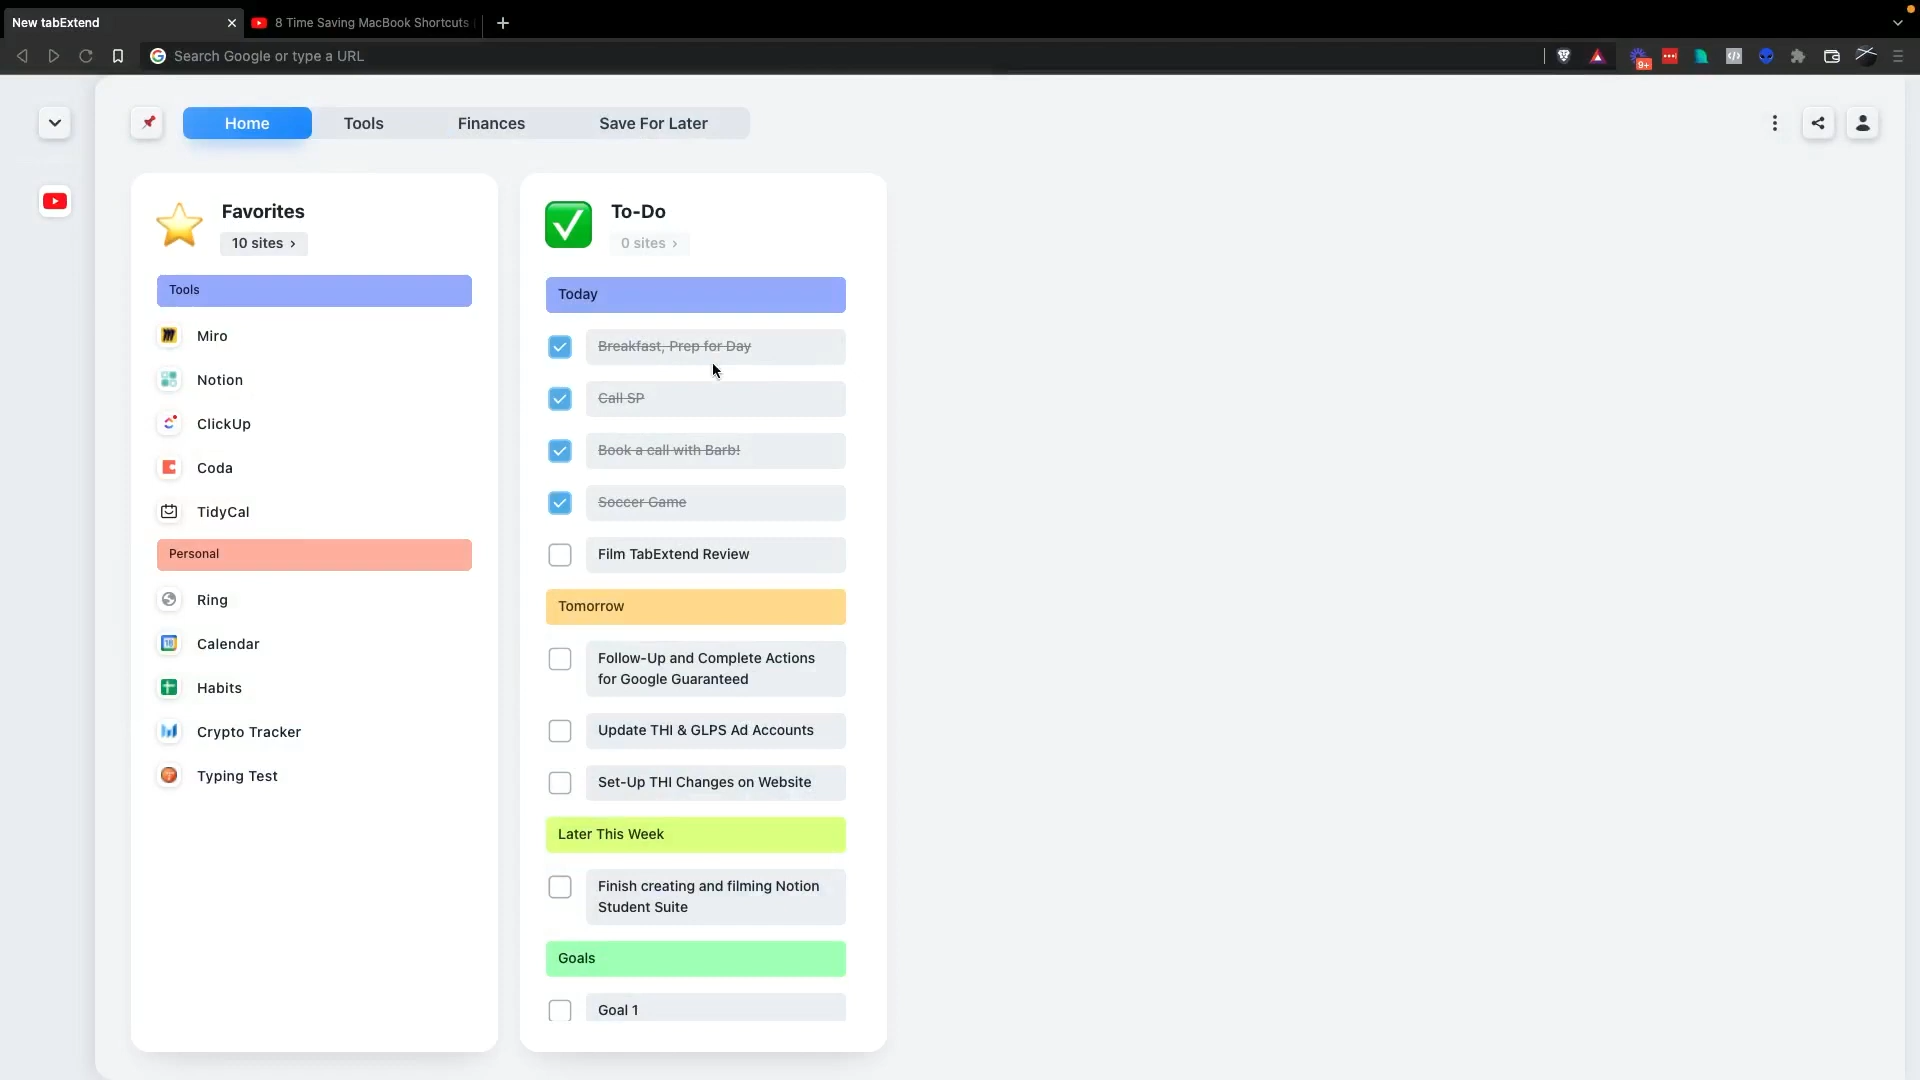 New tabExtend
8 Time Saving MacBook Shortcuts
Search Google or type a URL
9+
Home
Tools
Finances
Save For Later
Favorites
10 sites ›
Tools
Miro
Notion
ClickUp
Coda
TidyCal
Personal
Ring
Calendar
Habits
Crypto Tracker
Typing Test
To-Do
0 sites ›
Today
Breakfast, Prep for Day
Call SP
Book a call with Barb!
Soccer Game
Film TabExtend Review
Tomorrow
Follow-Up and Complete Actions
for Google Guaranteed
Update THI & GLPS Ad Accounts
Set-Up THI Changes on Website
Later This Week
Finish creating and filming Notion
Student Suite
Goals
Goal 1